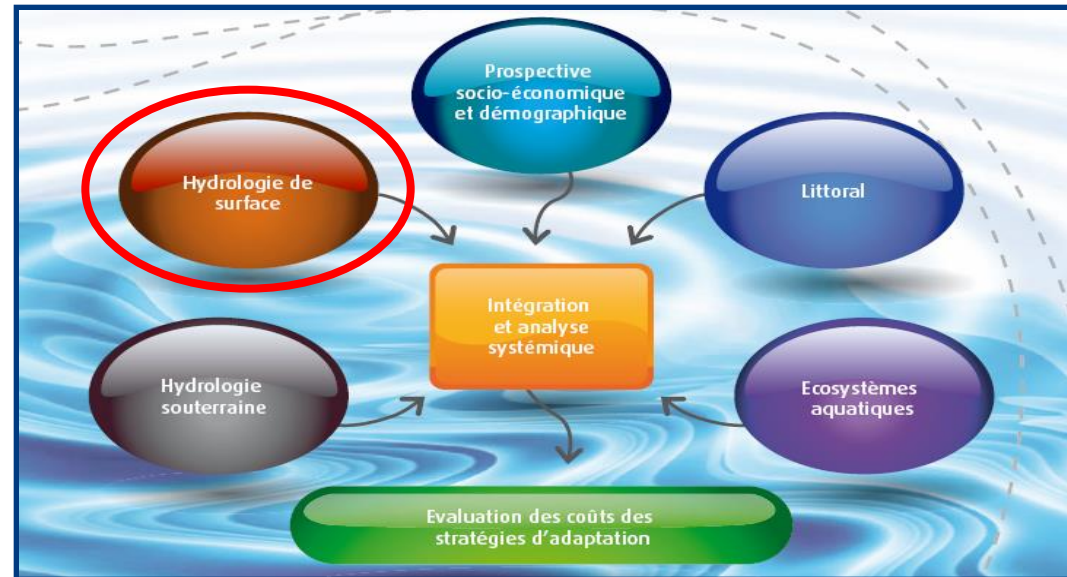 Prospective
socio-économique
et démographique
Hydrologie de
surface
Littoral
Intégration
et analyse
systémique
Hydrologie
souterraine
Ecosystèmes
aquatiques
Evaluation des coûts des
stratégies d'adaptation